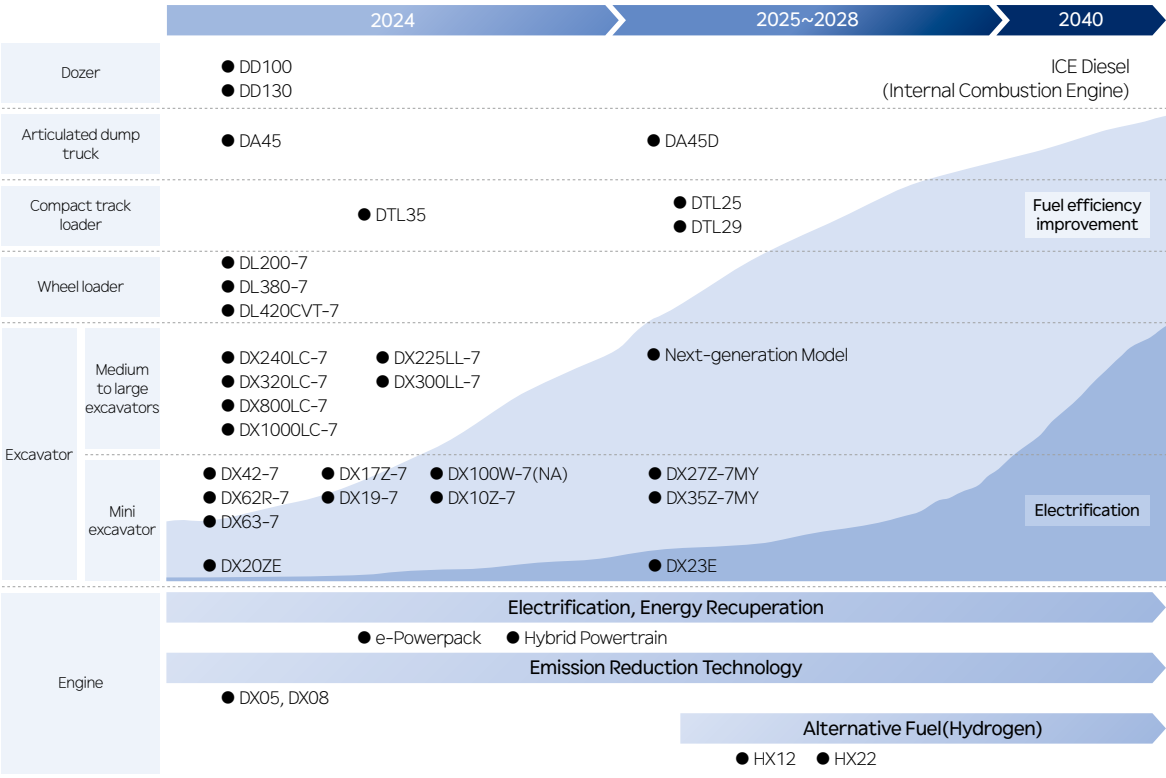 2024
2025~2028
2040
Dozer
DD100
DD130
ICE Diesel
(Internal Combustion Engine)
Articulated dump
truck
DA45
DA45D
Compact track
loader
DTL35
DTL25
DTL29
Fuel efficiency
improvement
Wheel loader
DL200-7
DL380-7
DL420CVT-7
Excavator
Medium
to large
excavators
DX240LC-7
DX320LC-7
DX800LC-7
DX1000LC-7
DX225LL-7
DX300LL-7
Next-generation Model
Mini
excavator
DX42-7
DX62R-7
DX63-7
DX17Z-7
DX19-7
DX100W-7(NA)
DX10Z-7
DX27Z-7MY
DX35Z-7MY
DX20ZE
DX23E
Electrification
Engine
Electrification, Energy Recuperation
e-Powerpack
Hybrid Powertrain
Emission Reduction Technology
DX05, DX08
Alternative Fuel(Hydrogen)
HX12
HX22